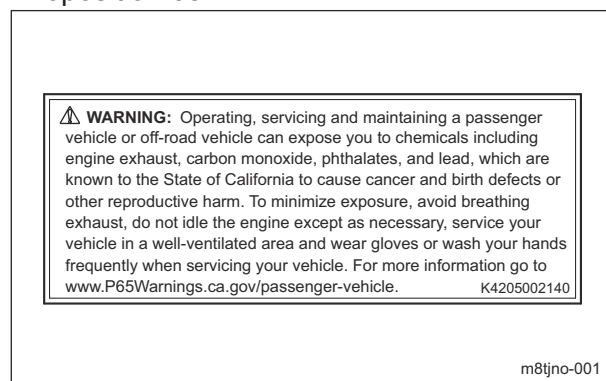 ⚠ WARNING: Operating, servicing and maintaining a passenger
vehicle or off-road vehicle can expose you to chemicals including
engine exhaust, carbon monoxide, phthalates, and lead, which are
known to the State of California to cause cancer and birth defects or
other reproductive harm. To minimize exposure, avoid breathing
exhaust, do not idle the engine except as necessary, service your
vehicle in a well-ventilated area and wear gloves or wash your hands
frequently when servicing your vehicle. For more information go to
www.P65Warnings.ca.gov/passenger-vehicle. K4205002140
m8tjno-001